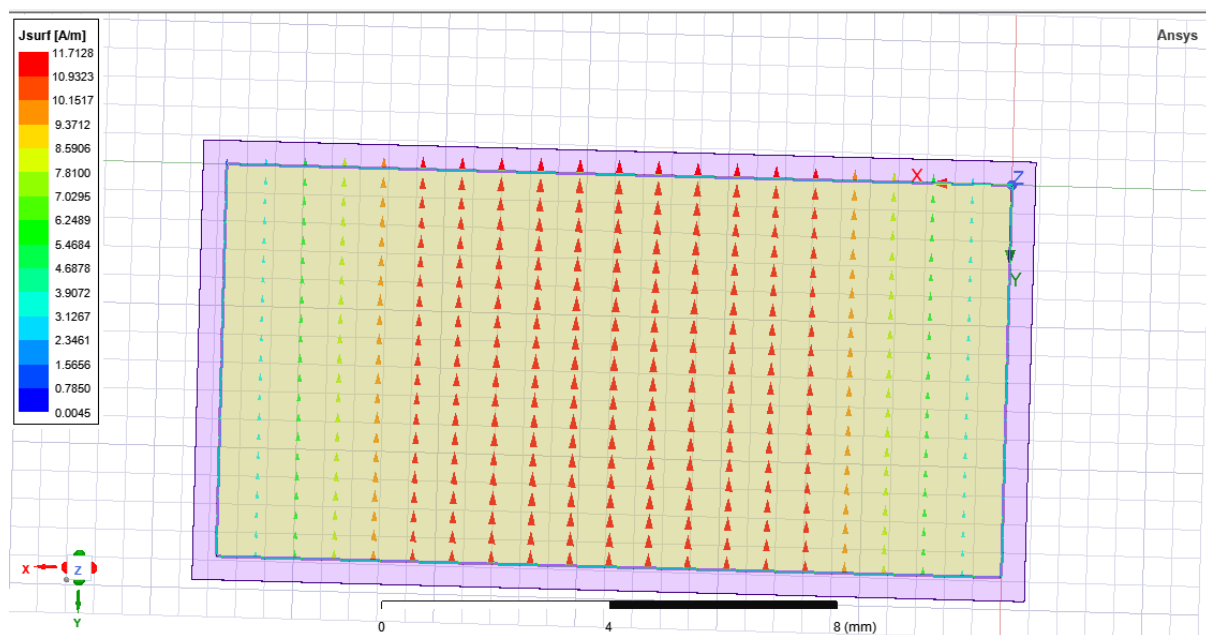 Jsurf [A/m]
11.7128
10.9323
10.1517
9.3712
8.5906
7.8100
7.0295
6.2489
5.4684
4.6878
3.9072
3.1267
2.3461
1.5656
0.7850
0.0045
Ansys
X
Z
Y
X
Z
Y
0 4 8 (mm)